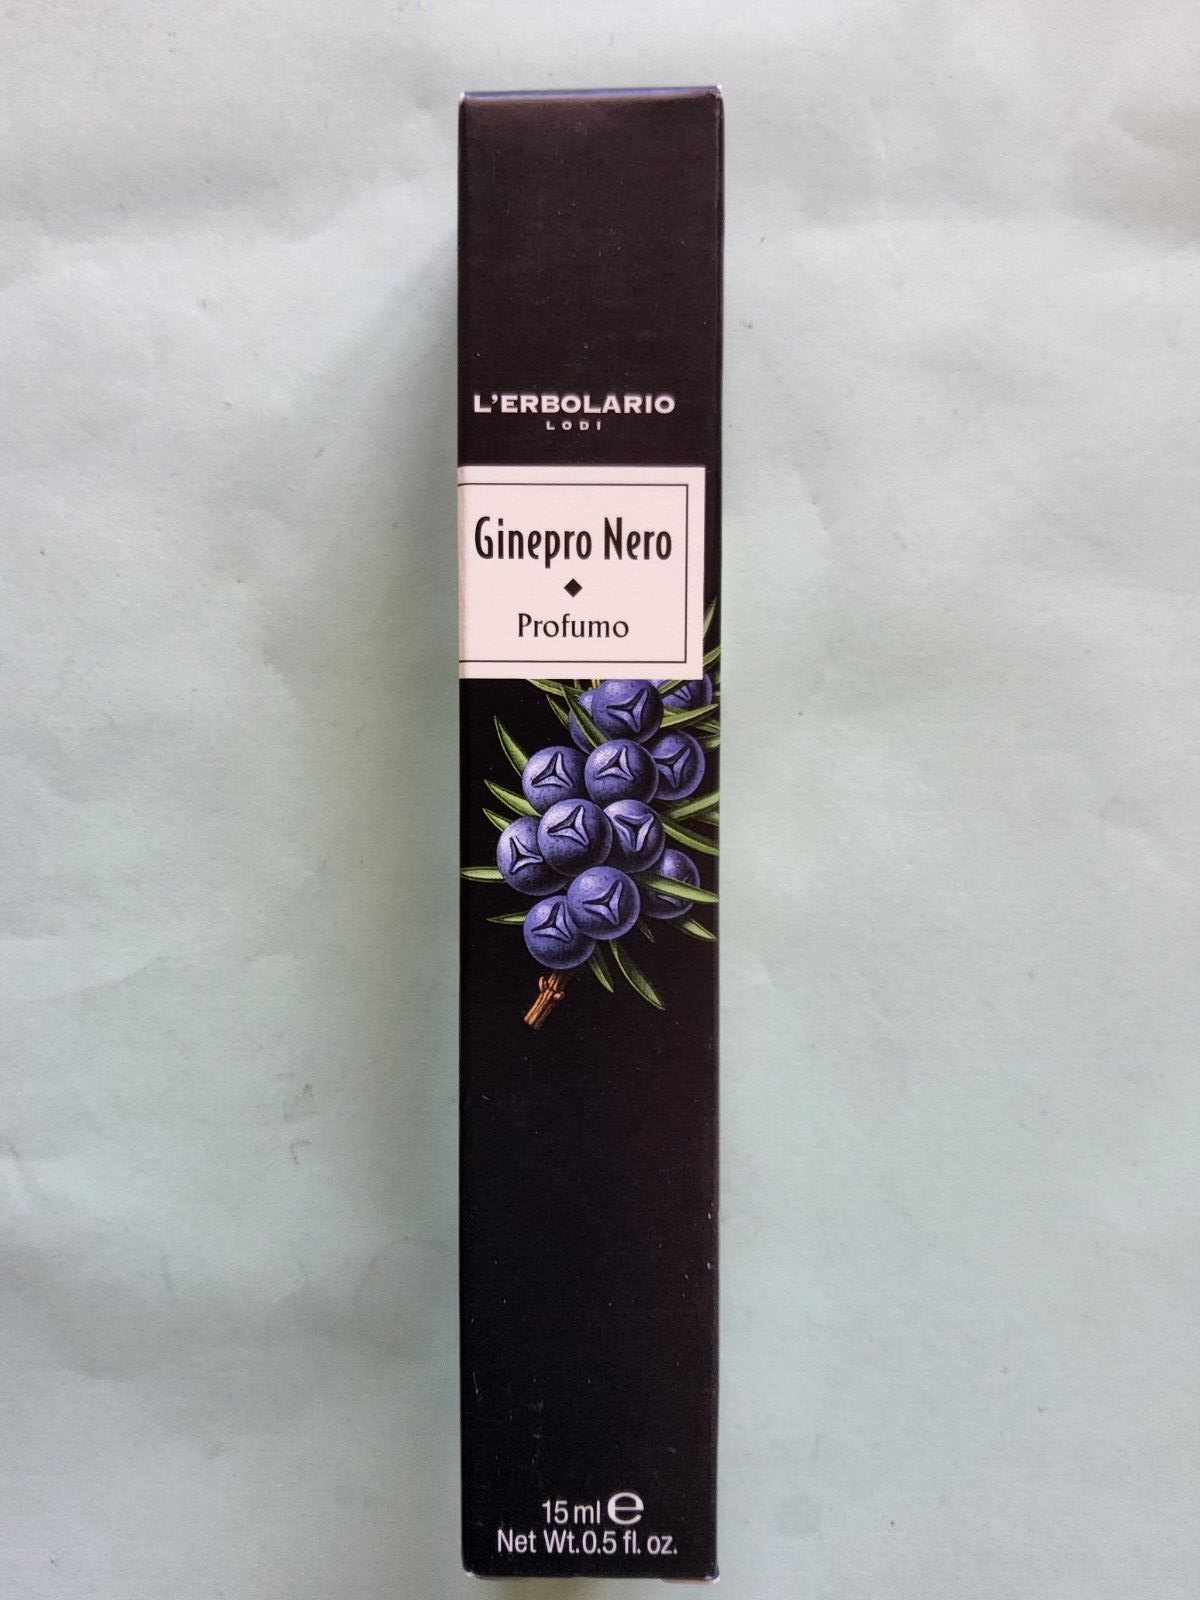 L'ERBOLARIO
LODI
Ginepro Nero
Profumo
15 ml ℮
Net Wt.0.5 fl. oz.